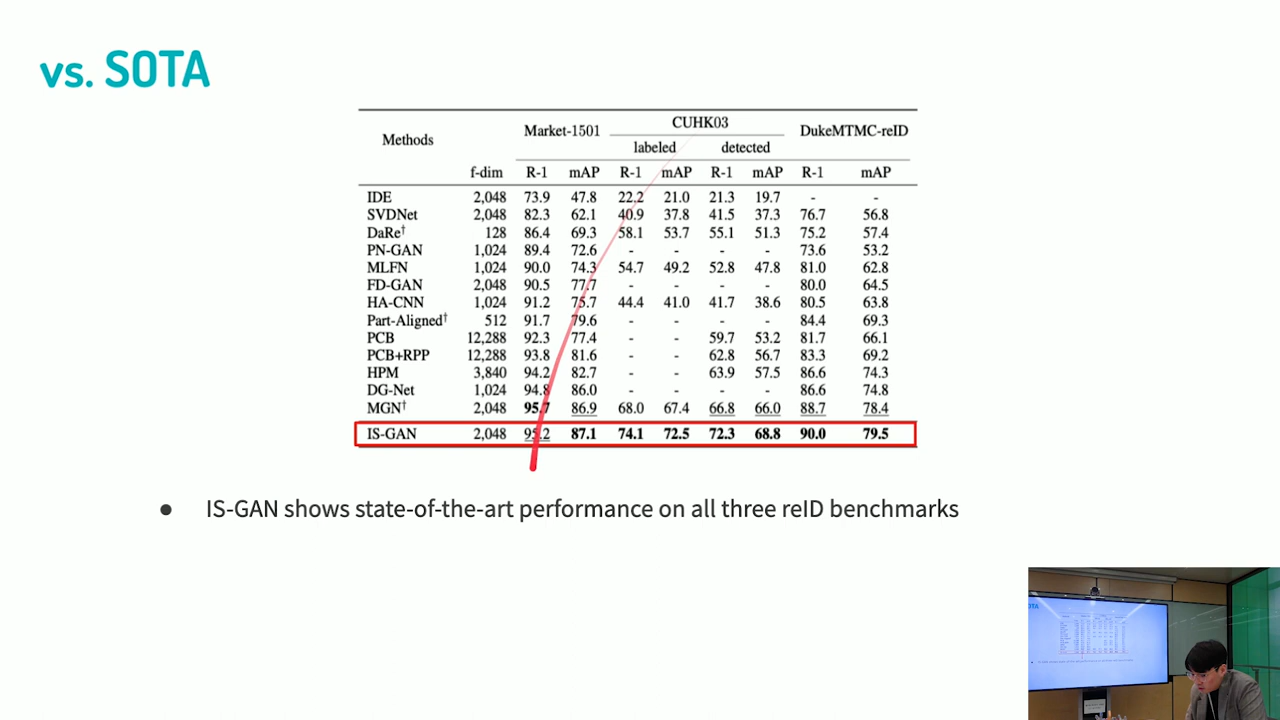 vs. SOTA
Methods f-dim Market-1501 CUHK03 DukeMTMC-reID
labeled detected
R-1 mAP R-1 mAP R-1 mAP R-1 mAP
IDE 2,048 73.9 47.8 22.2 21.0 21.3 19.7 - -
SVDNet 2,048 82.3 62.1 40.9 37.8 41.5 37.3 76.7 56.8
DaRe† 128 86.4 69.3 58.1 53.7 55.1 51.3 75.2 57.4
PN-GAN 1,024 89.4 72.6 - - - - 73.6 53.2
MLFN 1,024 90.0 74.3 54.7 49.2 52.8 47.8 81.0 62.8
FD-GAN 2,048 90.5 77.7 - - - - 80.0 64.5
HA-CNN 1,024 91.2 75.7 44.4 41.0 41.7 38.6 80.5 63.8
Part-Aligned† 512 91.7 79.6 - - - - 84.4 69.3
PCB 12,288 92.3 77.4 - - 59.7 53.2 81.7 66.1
PCB+RPP 12,288 93.8 81.6 - - 62.8 56.7 83.3 69.2
HPM 3,840 94.2 82.7 - - 63.9 57.5 86.6 74.3
DG-Net 1,024 94.8 86.0 - - - - 86.6 74.8
MGN† 2,048 95.7 86.9 68.0 67.4 66.8 66.0 88.7 78.4
IS-GAN 2,048 95.2 87.1 74.1 72.5 72.3 68.8 90.0 79.5
● IS-GAN shows state-of-the-art performance on all three reID benchmarks